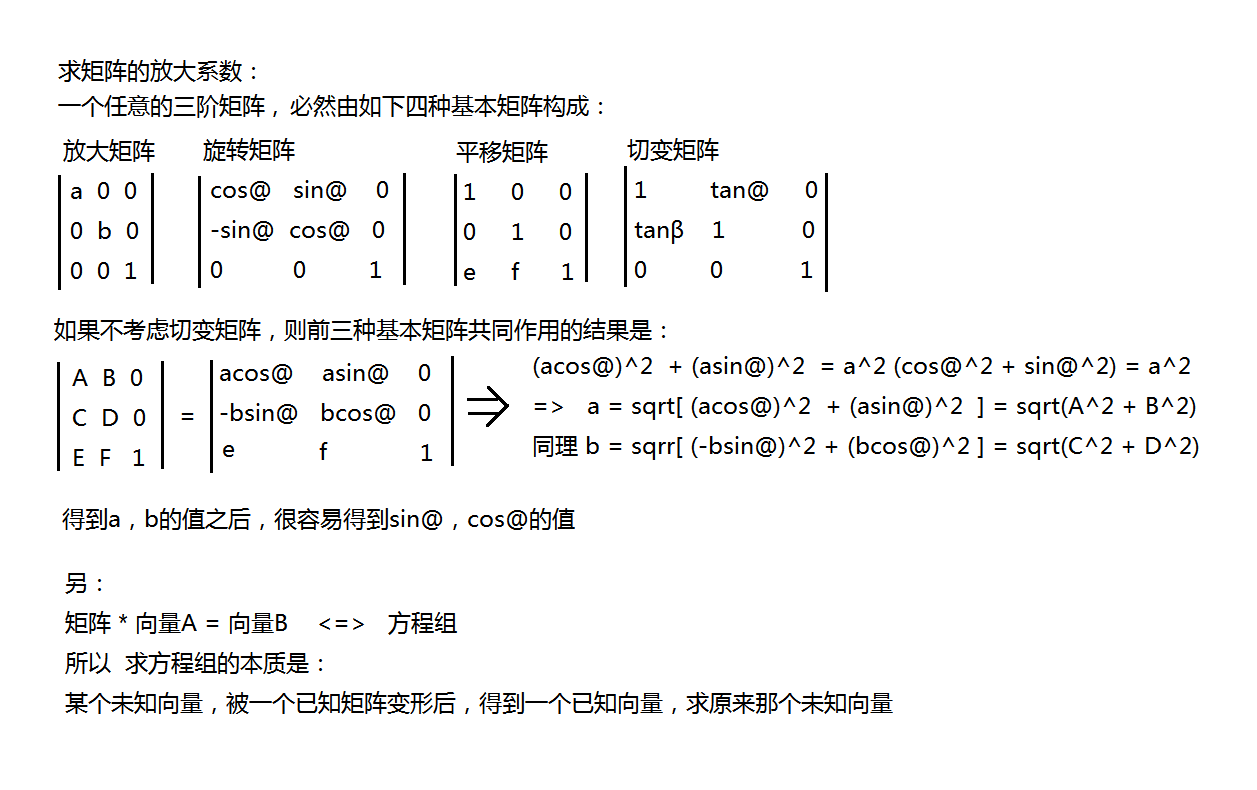 求矩阵的放大系数：
一个任意的三阶矩阵，必然由如下四种基本矩阵构成：
放大矩阵 旋转矩阵 平移矩阵 切变矩阵
a 0 0 cos@ sin@ 0 1 0 0 1 tan@ 0
0 b 0 -sin@ cos@ 0 0 1 0 tanβ 1 0
0 0 1 0 0 1 e f 1 0 0 1
如果不考虑切变矩阵，则前三种基本矩阵共同作用的结果是：
A B 0 acos@ asin@ 0 (acos@)^2 + (asin@)^2 = a^2 (cos@^2 + sin@^2) = a^2
C D 0 = -bsin@ bcos@ 0 => a = sqrt[ (acos@)^2 + (asin@)^2 ] = sqrt(A^2 + B^2)
E F 1 e f 1 同理 b = sqrr[ (-bsin@)^2 + (bcos@)^2 ] = sqrt(C^2 + D^2)
得到a，b的值之后，很容易得到sin@，cos@的值
另：
矩阵 * 向量A = 向量B <=> 方程组
所以 求方程组的本质是：
某个未知向量，被一个已知矩阵变形后，得到一个已知向量，求原来那个未知向量